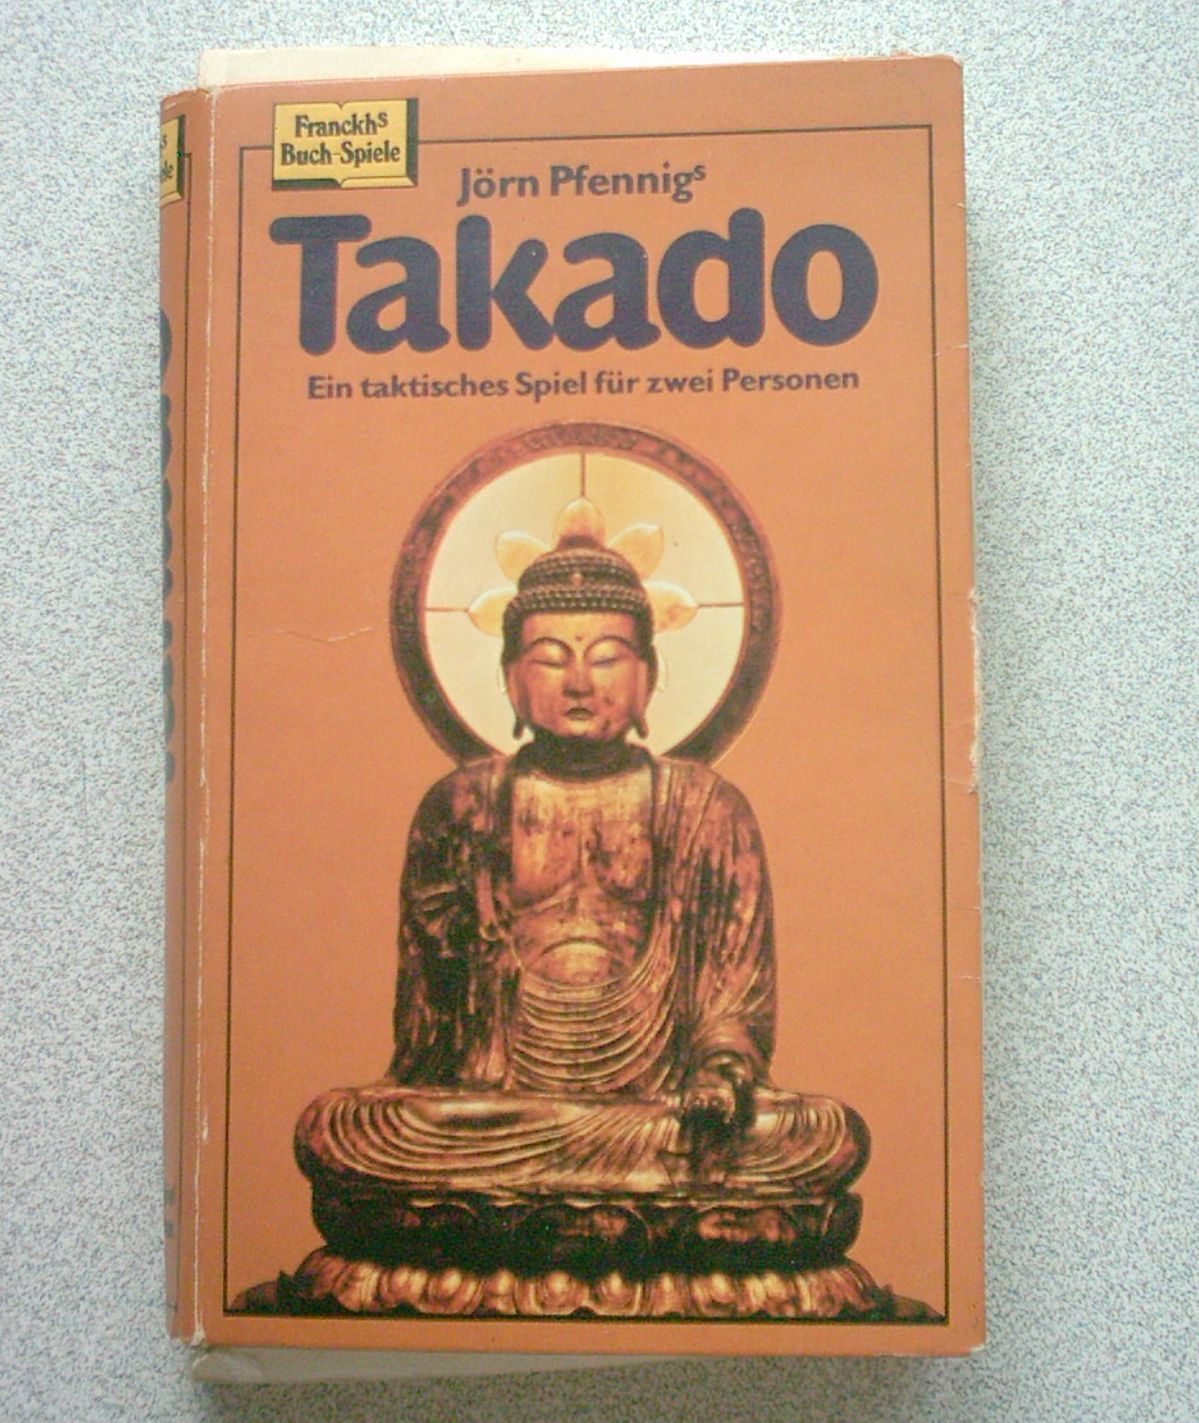 Franckhs
Buch-Spiele
Jörn Pfennigs
Takado
Ein taktisches Spiel für zwei Personen